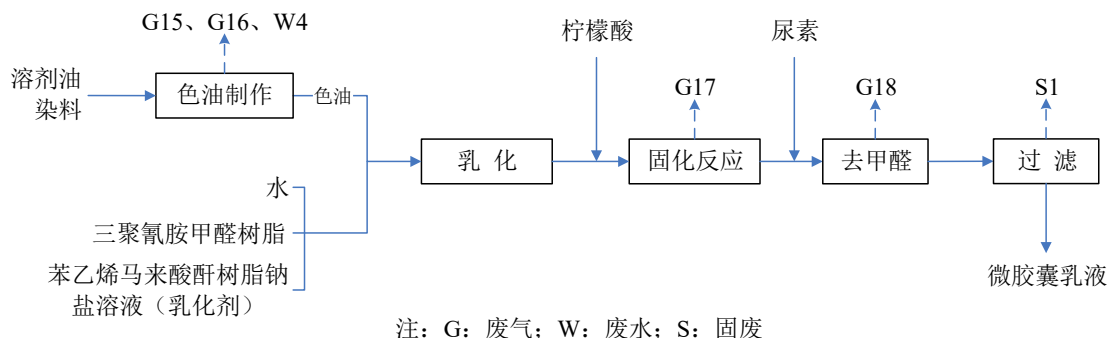 G15、G16、W4
柠檬酸
尿素
溶剂油
染料
色油制作
色油
G17
G18
S1
乳 化
固化反应
去甲醛
过 滤
水
三聚氰胺甲醛树脂
苯乙烯马来酸酐树脂钠
盐溶液（乳化剂）
微胶囊乳液
注：G：废气；W：废水；S：固废